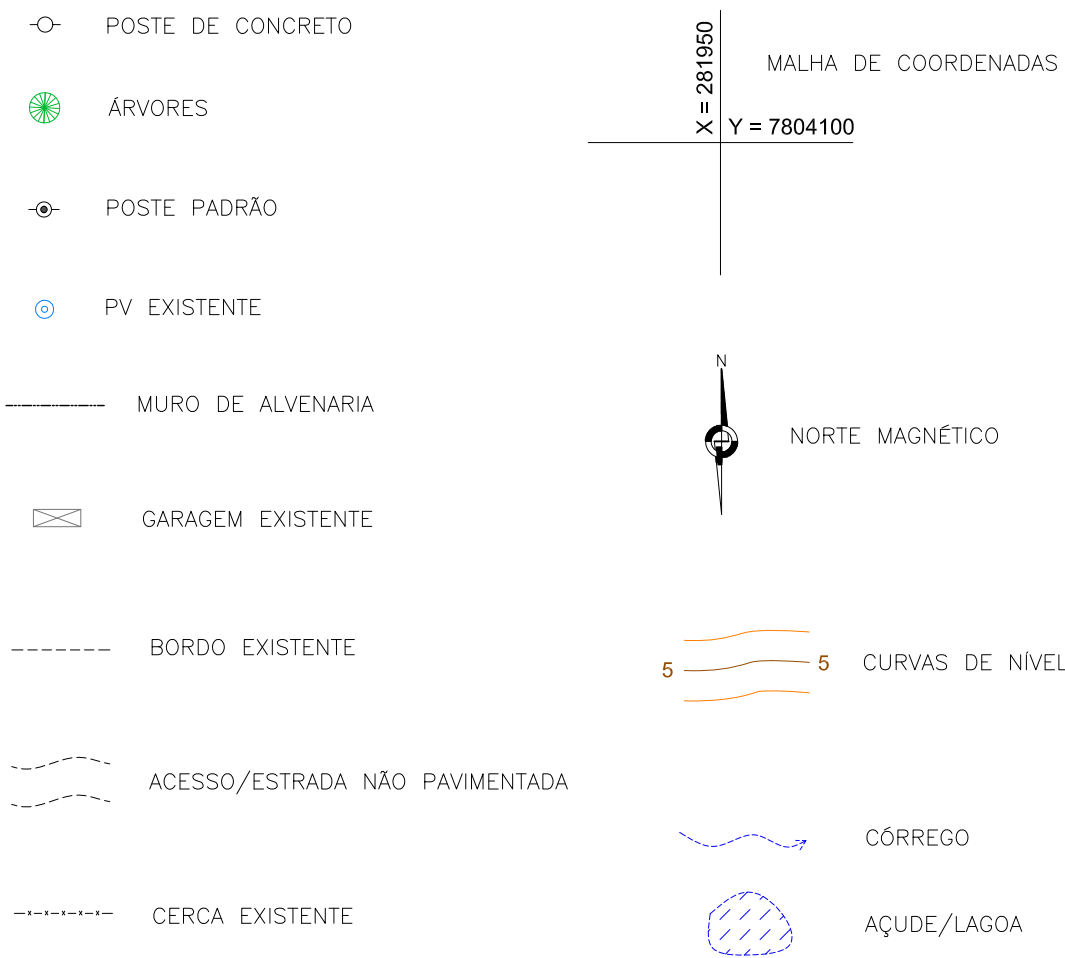 POSTE DE CONCRETO
ÁRVORES
POSTE PADRÃO
PV EXISTENTE
MURO DE ALVENARIA
GARAGEM EXISTENTE
BORDO EXISTENTE
ACESSO/ESTRADA NÃO PAVIMENTADA
CERCA EXISTENTE
X = 281950
Y = 7804100
MALHA DE COORDENADAS
N
NORTE MAGNÉTICO
5 5 CURVAS DE NÍVEL
CÓRREGO
AÇUDE/LAGOA